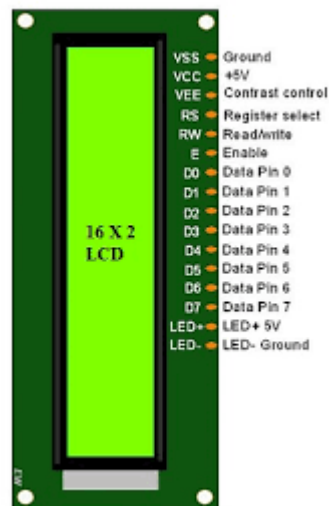 VSS Ground
VCC +5V
VEE Contrast control
RS Register select
RW Read/write
E Enable
D0 Data Pin 0
D1 Data Pin 1
D2 Data Pin 2
D3 Data Pin 3
D4 Data Pin 4
D5 Data Pin 5
D6 Data Pin 6
D7 Data Pin 7
LED+ LED+ 5V
LED- LED- Ground
16 X 2
LCD
EW